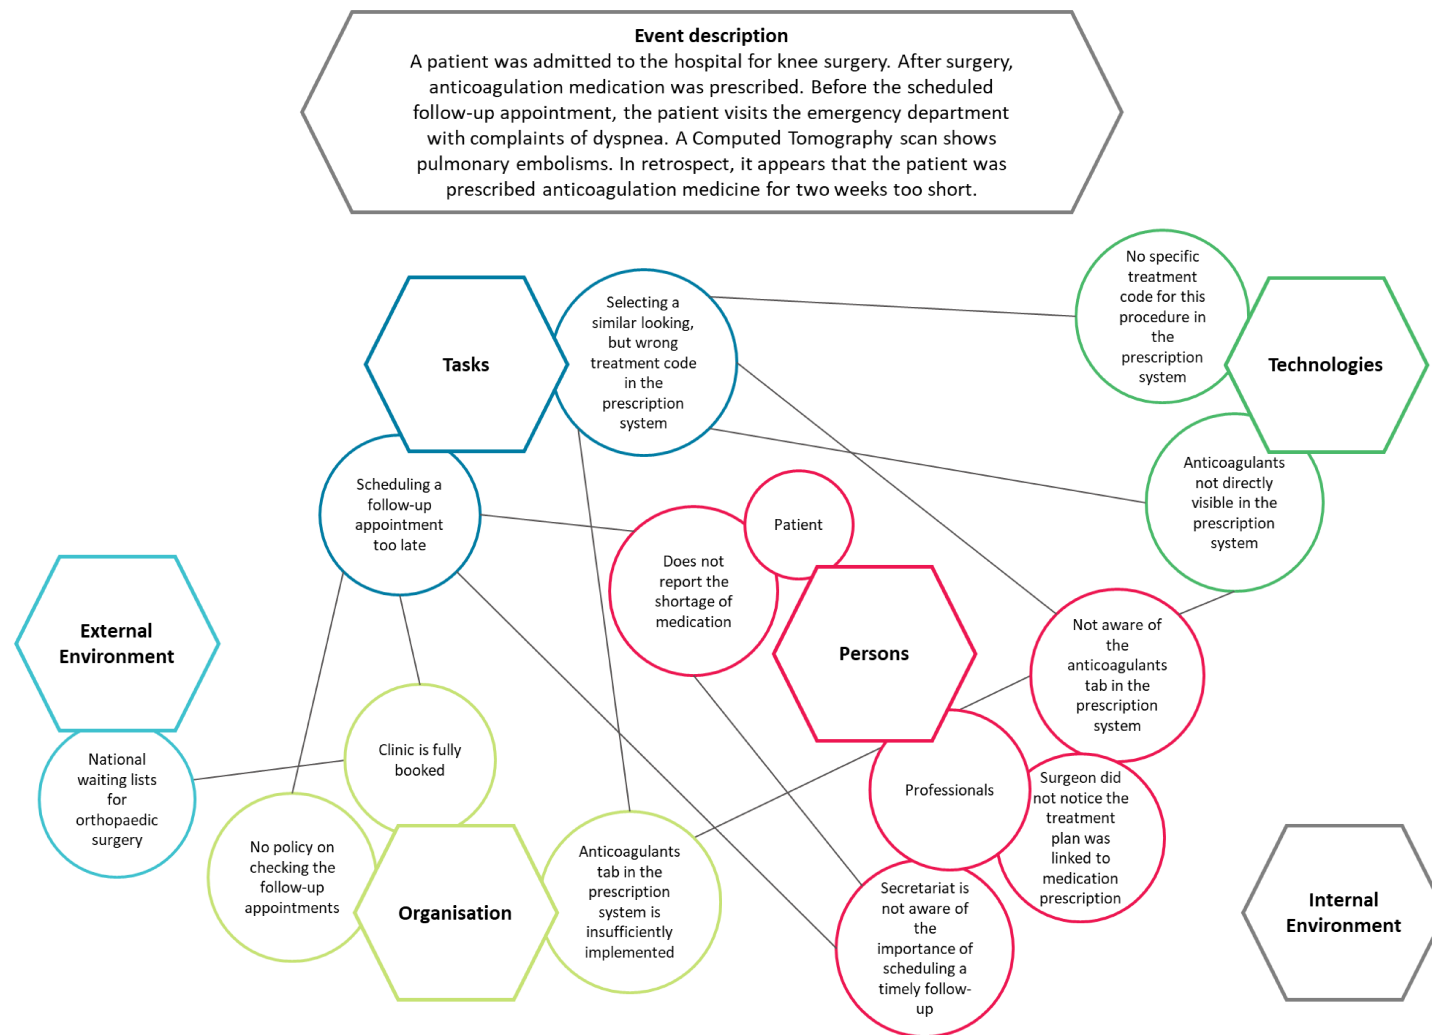 Event description
A patient was admitted to the hospital for knee surgery. After surgery,
anticoagulation medication was prescribed. Before the scheduled
follow-up appointment, the patient visits the emergency department
with complaints of dyspnea. A Computed Tomography scan shows
pulmonary embolisms. In retrospect, it appears that the patient was
prescribed anticoagulation medicine for two weeks too short.
Tasks
Selecting a
similar looking,
but wrong
treatment code
in the
prescription
system
No specific
treatment
code for this
procedure in
the
prescription
system
Technologies
Scheduling a
follow-up
appointment
too late
Anticoagulants
not directly
visible in the
prescription
system
Patient
Does not
report the
shortage of
medication
External
Environment
Persons
Not aware of
the
anticoagulants
tab in the
prescription
system
National
waiting lists
for
orthopaedic
surgery
Clinic is fully
booked
Professionals
Surgeon did
not notice the
treatment
plan was
linked to
medication
prescription
No policy on
checking the
follow-up
appointments
Organisation
Anticoagulants
tab in the
prescription
system is
insufficiently
implemented
Secretariat is
not aware of
the
importance of
scheduling a
timely follow-
up
Internal
Environment